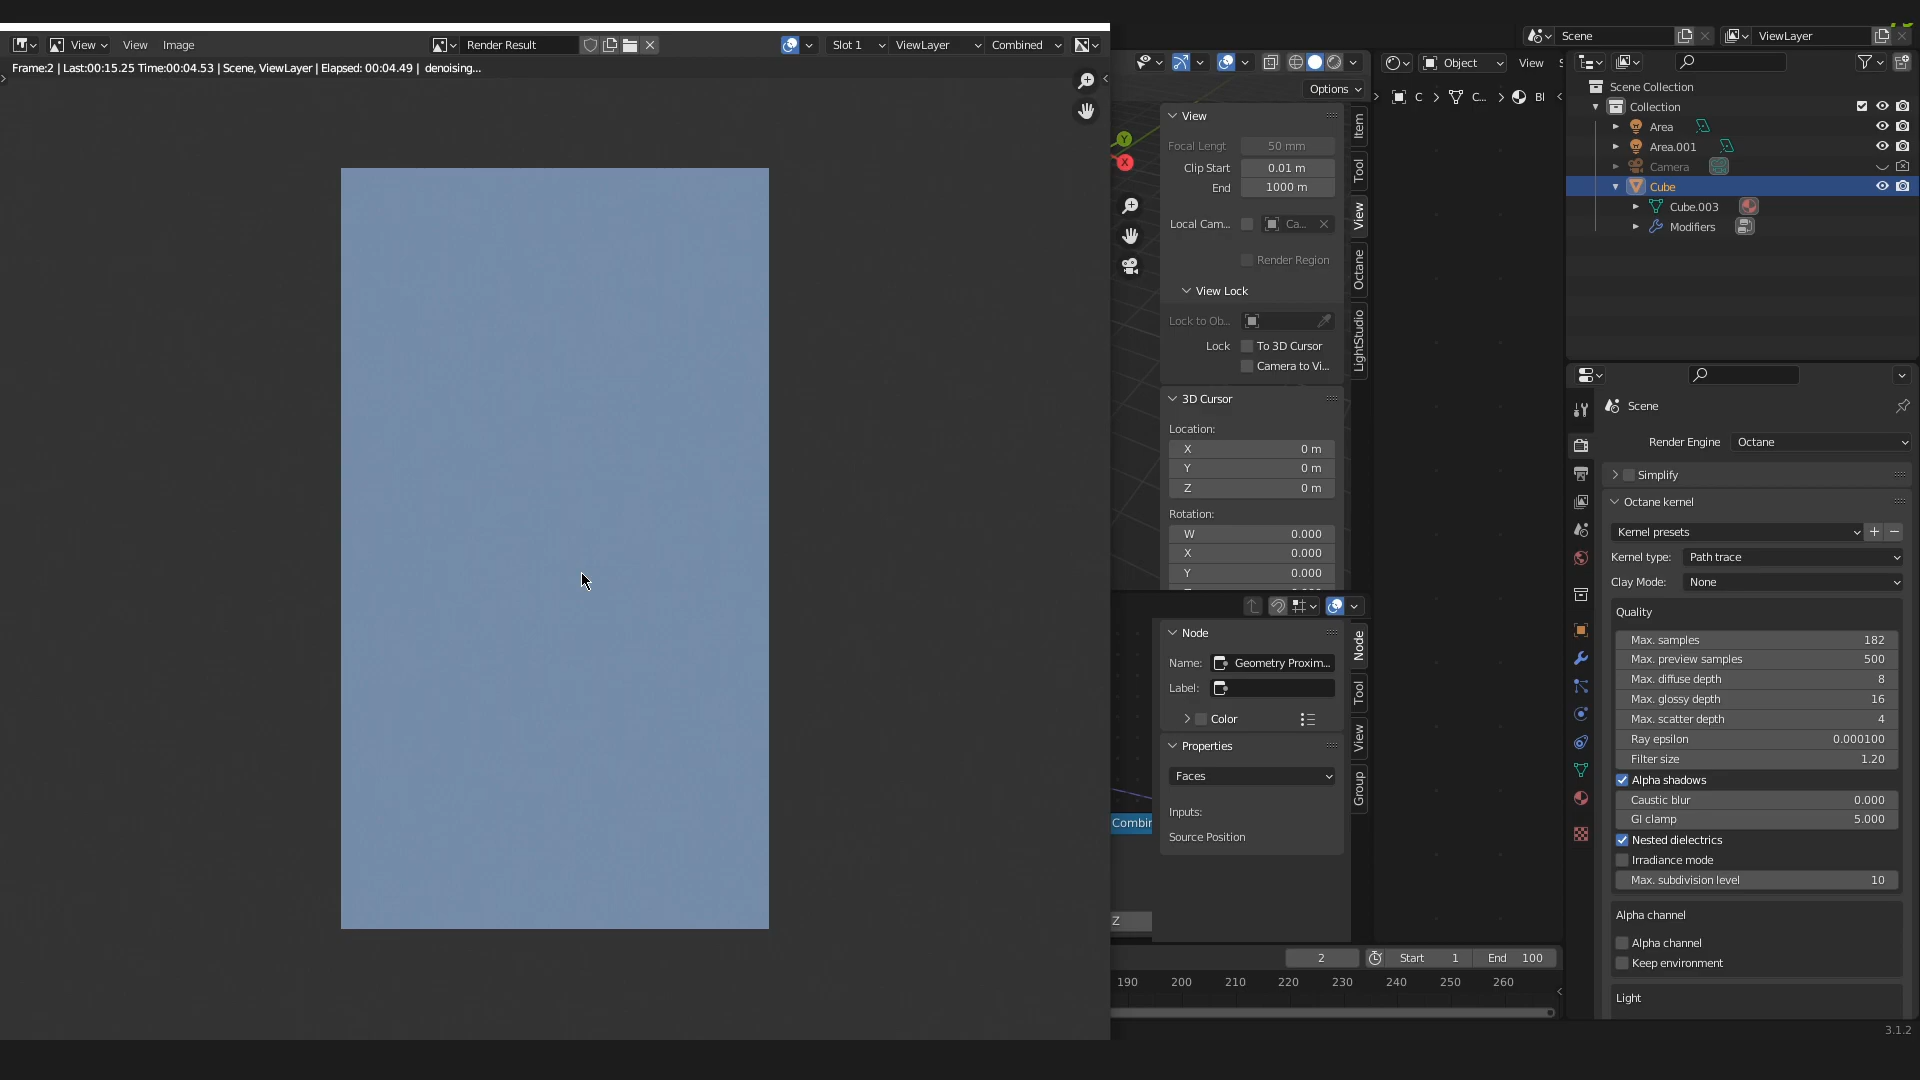 View View Image Render Result Slot 1 ViewLayer Combined
Frame:2 | Last:00:15.25 Time:00:04.53 | Scene, ViewLayer | Elapsed: 00:04.49 | denoising...
Options
View
Focal Lengt 50 mm
Clip Start 0.01 m
End 1000 m
Local Cam... Ca...
Render Region
View Lock
Lock to Ob...
Lock To 3D Cursor
Camera to Vi...
3D Cursor
Location:
X 0 m
Y 0 m
Z 0 m
Rotation:
W 0.000
X 0.000
Y 0.000
Item
Tool
View
Octane
LightStudio
Y
X
Object View
C C... Bl
Node
Name: Geometry Proxim...
Label:
Color
Properties
Faces
Inputs:
Source Position
Node
Tool
View
Group
Combin
Z
2 Start 1 End 100
190 200 210 220 230 240 250 260
Scene ViewLayer
Scene Collection
Collection
Area
Area.001
Camera
Cube
Cube.003
Modifiers
Scene
Render Engine Octane
Simplify
Octane kernel
Kernel presets
Kernel type: Path trace
Clay Mode: None
Quality
Max. samples 182
Max. preview samples 500
Max. diffuse depth 8
Max. glossy depth 16
Max. scatter depth 4
Ray epsilon 0.000100
Filter size 1.20
Alpha shadows
Caustic blur 0.000
GI clamp 5.000
Nested dielectrics
Irradiance mode
Max. subdivision level 10
Alpha channel
Alpha channel
Keep environment
Light
3.1.2